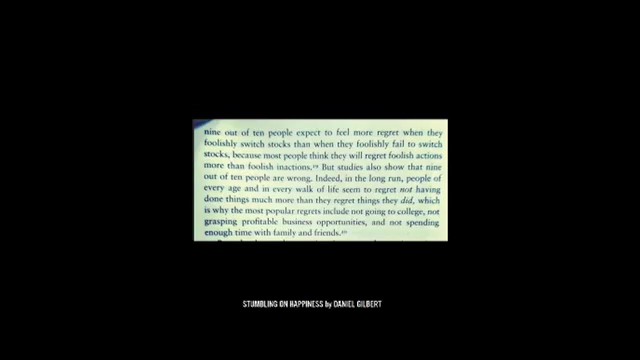 nine out of ten people expect to feel more regret when they
foolishly switch stocks than when they foolishly fail to switch
stocks, because most people think they will regret foolish actions
more than foolish inactions.¹⁹ But studies also show that nine
out of ten people are wrong. Indeed, in the long run, people of
every age and in every walk of life seem to regret not having
done things much more than they regret things they did, which
is why the most popular regrets include not going to college, not
grasping profitable business opportunities, and not spending
enough time with family and friends.²⁰
STUMBLING ON HAPPINESS by DANIEL GILBERT